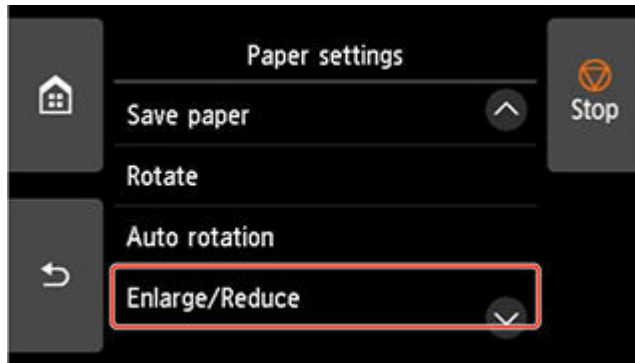 Paper settings
Stop
Save paper
Rotate
Auto rotation
Enlarge/Reduce